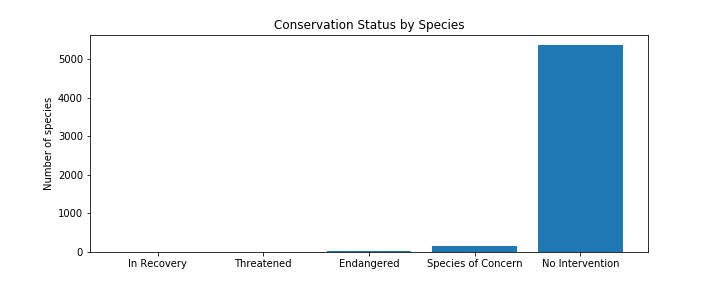 Conservation Status by Species
Number of species
5000
4000
3000
2000
1000
0
In Recovery
Threatened
Endangered
Species of Concern
No Intervention